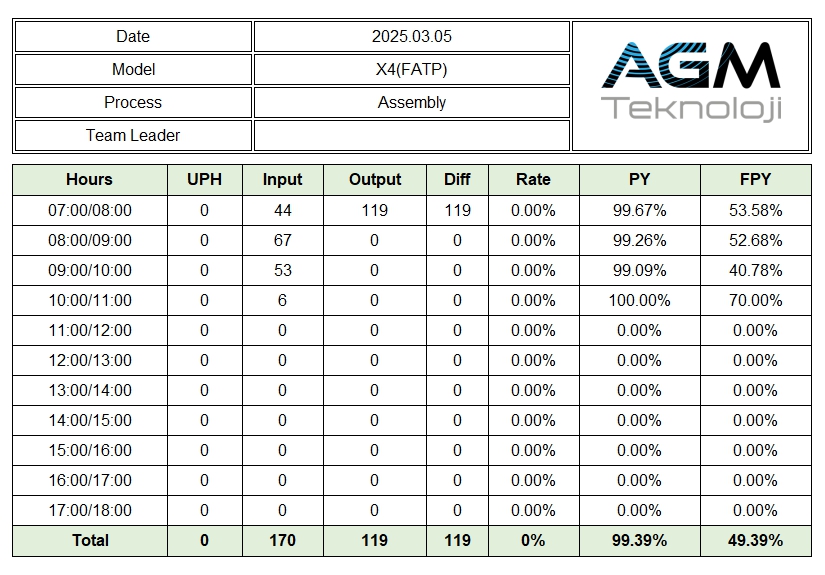 Date 2025.03.05
Model X4(FATP)
Process Assembly
Team Leader
AGM
Teknoloji
Hours UPH Input Output Diff Rate PY FPY
07:00/08:00 0 44 119 119 0.00% 99.67% 53.58%
08:00/09:00 0 67 0 0 0.00% 99.26% 52.68%
09:00/10:00 0 53 0 0 0.00% 99.09% 40.78%
10:00/11:00 0 6 0 0 0.00% 100.00% 70.00%
11:00/12:00 0 0 0 0 0.00% 0.00% 0.00%
12:00/13:00 0 0 0 0 0.00% 0.00% 0.00%
13:00/14:00 0 0 0 0 0.00% 0.00% 0.00%
14:00/15:00 0 0 0 0 0.00% 0.00% 0.00%
15:00/16:00 0 0 0 0 0.00% 0.00% 0.00%
16:00/17:00 0 0 0 0 0.00% 0.00% 0.00%
17:00/18:00 0 0 0 0 0.00% 0.00% 0.00%
Total 0 170 119 119 0% 99.39% 49.39%